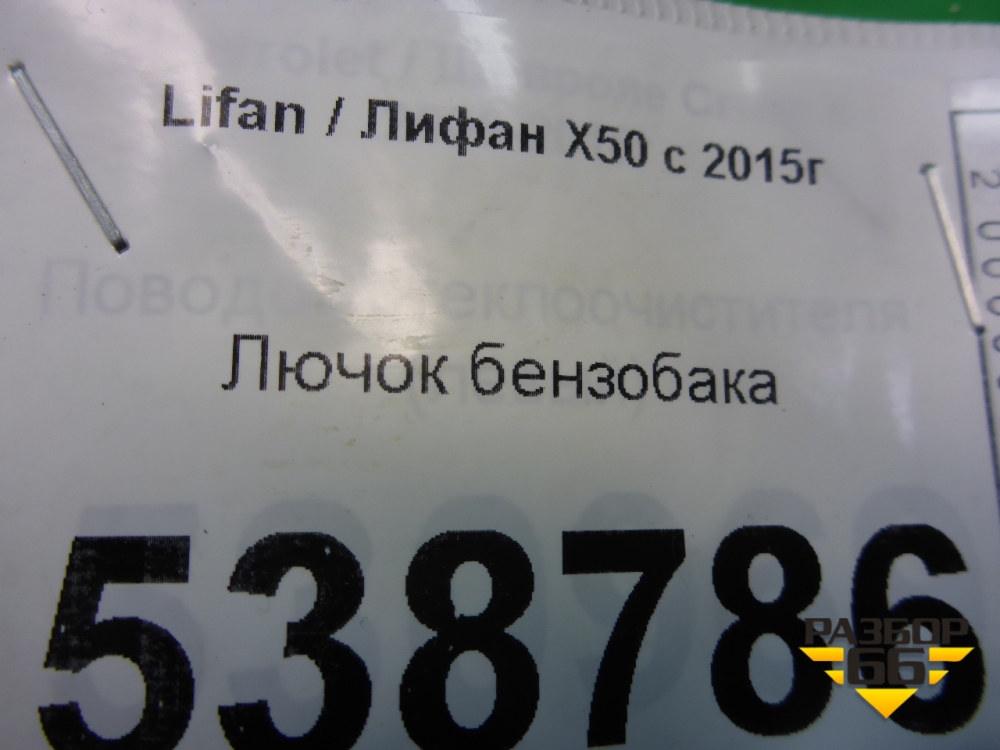 Lifan / Лифан X50 с 2015г
Лючок бензобака
538786
РАЗБОР
66